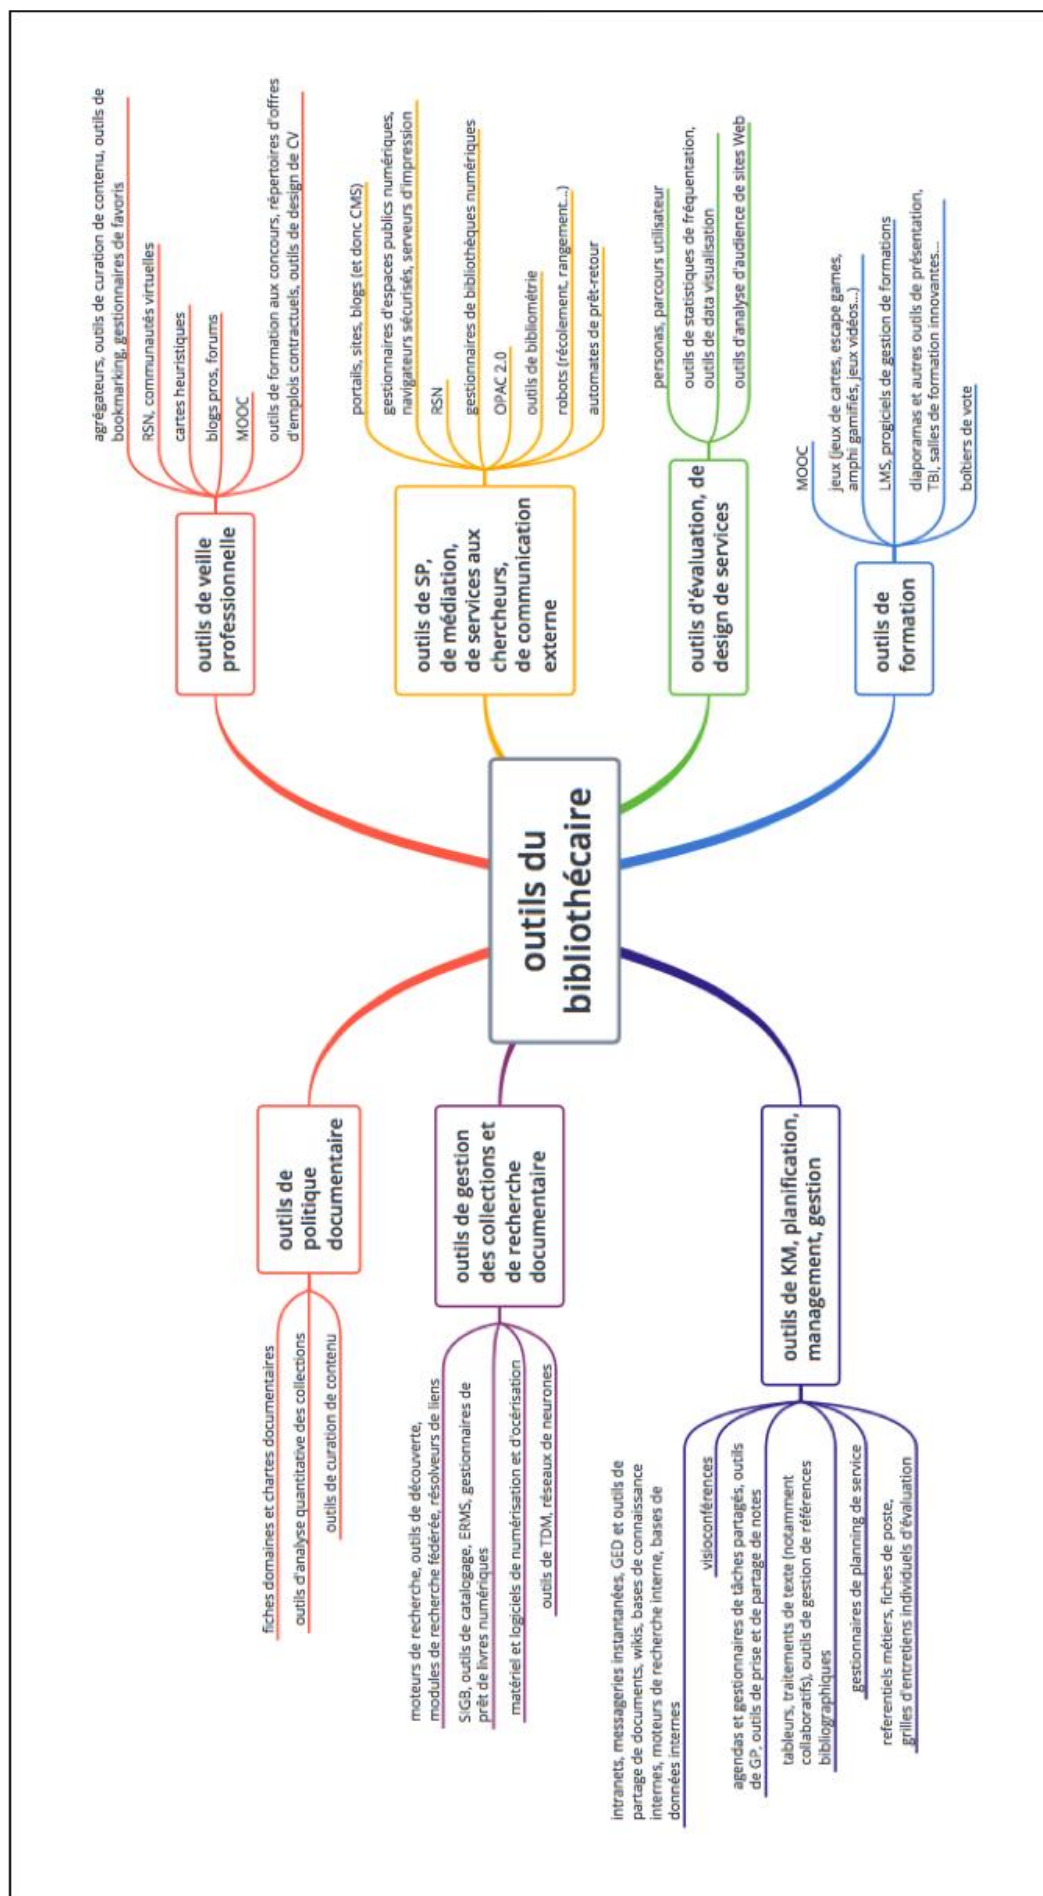 outils du
bibliothécaire
outils de
politique
documentaire
fiches domaines et chartes documentaires
outils d'analyse quantitative des collections
outils de curation de contenu
outils de gestion
des collections et
de recherche
documentaire
moteurs de recherche, outils de découverte,
modules de recherche fédérée, résolveurs de liens
SIGB, outils de catalogage, ERMS, gestionnaires de
prêt de livres numériques
matériel et logiciels de numérisation et d'océrisation
outils de TDM, réseaux de neurones
outils de KM, planification,
management, gestion
intranets, messageries instantanées, GED et outils de
partage de documents, wikis, bases de connaissance
internes, moteurs de recherche interne, bases de
données internes
visioconférences
agendas et gestionnaires de tâches partagés, outils
de GP, outils de prise et de partage de notes
tableurs, traitements de texte (notamment
collaboratifs), outils de gestion de références
bibliographiques
gestionnaires de planning de service
referentiels métiers, fiches de poste,
grilles d'entretiens individuels d'évaluation
outils de veille
professionnelle
agrégateurs, outils de curation de contenu, outils de
bookmarking, gestionnaires de favoris
RSN, communautés virtuelles
cartes heuristiques
blogs pros, forums
MOOC
outils de formation aux concours, répertoires d'offres
d'emplois contractuels, outils de design de CV
outils de SP,
de médiation,
de services aux
chercheurs,
de communication
externe
portails, sites, blogs (et donc CMS)
gestionnaires d'espaces publics numériques,
navigateurs sécurisés, serveurs d'impression
RSN
gestionnaires de bibliothèques numériques
OPAC 2.0
outils de bibliométrie
robots (récolement, rangement...)
automates de prêt-retour
outils d'évaluation, de
design de services
personas, parcours utilisateur
outils de statistiques de fréquentation,
outils de data visualisation
outils d'analyse d'audience de sites Web
outils de
formation
MOOC
jeux (jeux de cartes, escape games,
amphi gamifiés, jeux vidéos...)
LMS, progiciels de gestion de formations
diaporamas et autres outils de présentation,
TBI, salles de formation innovantes...
boîtiers de vote